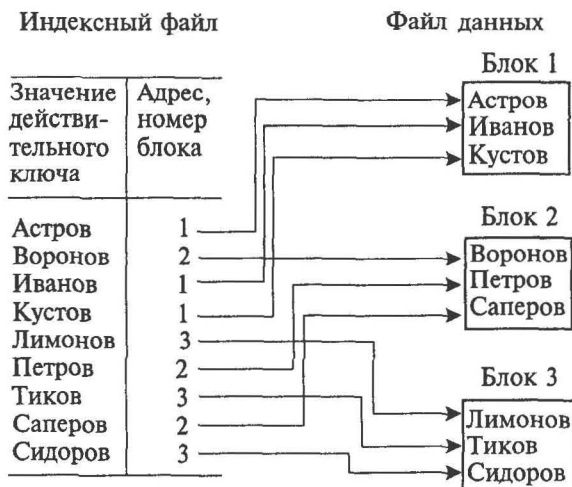 Индексный файл
Файл данных
Значение действи-
тельного
ключа
Адрес,
номер
блока
Астров 1
Воронов 2
Иванов 1
Кустов 1
Лимонов 3
Петров 2
Тиков 3
Саперов 2
Сидоров 3
Блок 1
Астров
Иванов
Кустов
Блок 2
Воронов
Петров
Саперов
Блок 3
Лимонов
Тиков
Сидоров